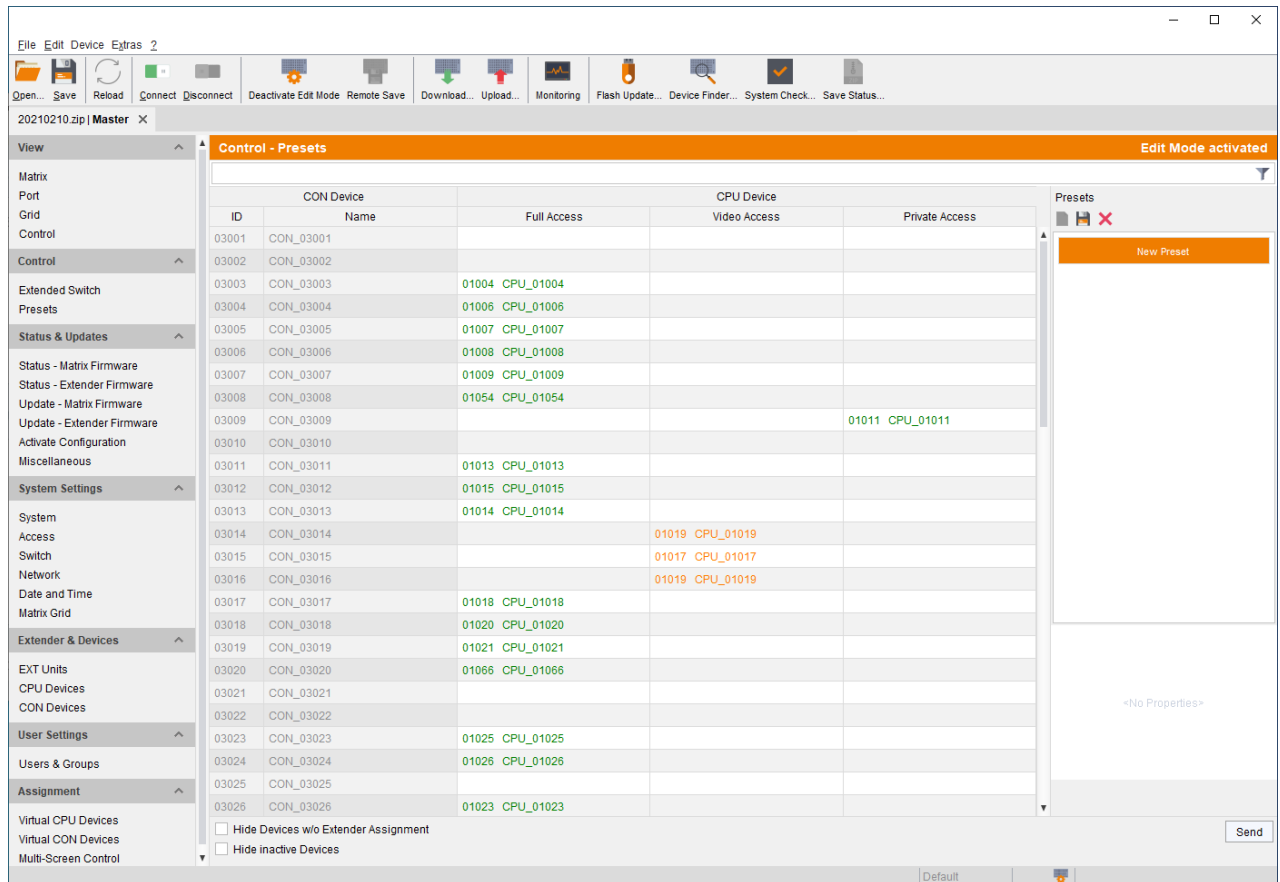 File Edit Device Extras ?
Open... Save Reload Connect Disconnect Deactivate Edit Mode Remote Save Download... Upload... Monitoring Flash Update... Device Finder... System Check... Save Status...
20210210.zip | Master
View
Matrix
Port
Grid
Control
Control
Extended Switch
Presets
Status & Updates
Status - Matrix Firmware
Status - Extender Firmware
Update - Matrix Firmware
Update - Extender Firmware
Activate Configuration
Miscellaneous
System Settings
System
Access
Switch
Network
Date and Time
Matrix Grid
Extender & Devices
EXT Units
CPU Devices
CON Devices
User Settings
Users & Groups
Assignment
Virtual CPU Devices
Virtual CON Devices
Multi-Screen Control
Control - Presets Edit Mode activated
CON Device CPU Device
ID Name Full Access Video Access Private Access
03001 CON_03001
03002 CON_03002
03003 CON_03003 01004 CPU_01004
03004 CON_03004 01006 CPU_01006
03005 CON_03005 01007 CPU_01007
03006 CON_03006 01008 CPU_01008
03007 CON_03007 01009 CPU_01009
03008 CON_03008 01054 CPU_01054
03009 CON_03009 01011 CPU_01011
03010 CON_03010
03011 CON_03011 01013 CPU_01013
03012 CON_03012 01015 CPU_01015
03013 CON_03013 01014 CPU_01014
03014 CON_03014 01019 CPU_01019
03015 CON_03015 01017 CPU_01017
03016 CON_03016 01019 CPU_01019
03017 CON_03017 01018 CPU_01018
03018 CON_03018 01020 CPU_01020
03019 CON_03019 01021 CPU_01021
03020 CON_03020 01066 CPU_01066
03021 CON_03021
03022 CON_03022
03023 CON_03023 01025 CPU_01025
03024 CON_03024 01026 CPU_01026
03025 CON_03025
03026 CON_03026 01023 CPU_01023
Hide Devices w/o Extender Assignment
Hide inactive Devices
Presets
New Preset
<No Properties>
Send
Default